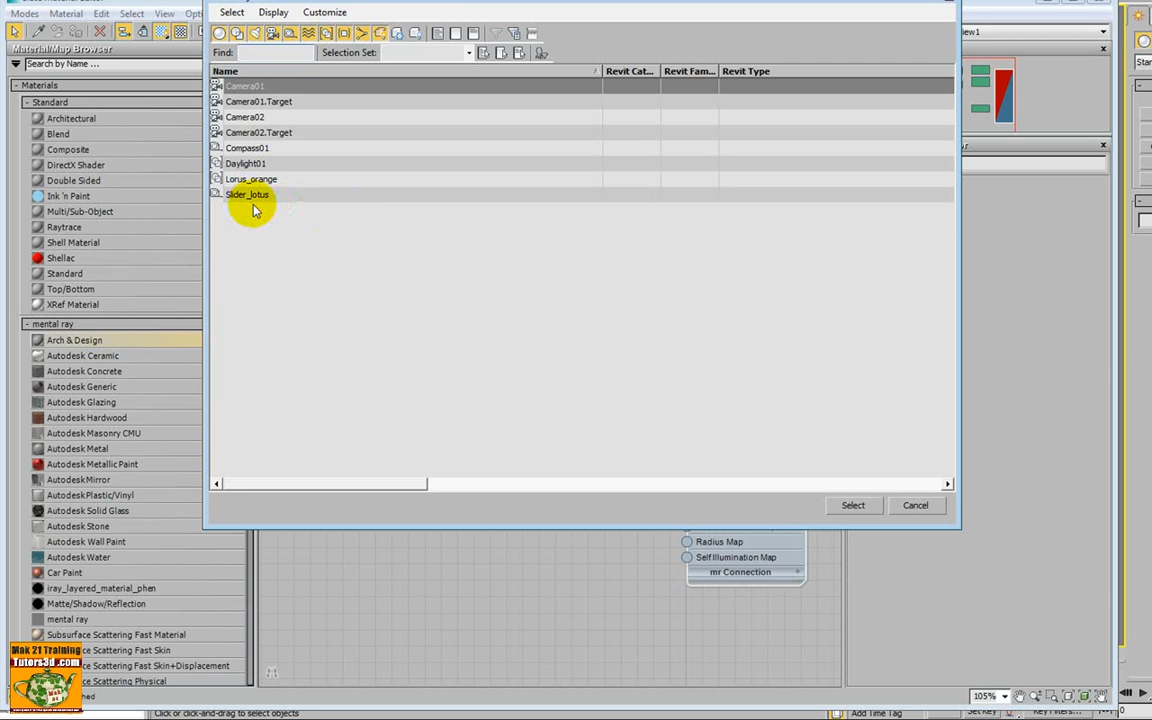 Select Display Customize
Modes Material Edit Select View
Material/Map Browser
Search by Name ...
Find: Selection Set:
Name Revit Cat... Revit Fam... Revit Type
Camera01
Camera01.Target
Camera02
Camera02.Target
Compass01
Daylight01
Lorus_orange
Slider_lotus
Select Cancel
- Materials
- Standard
Architectural
Blend
Composite
DirectX Shader
Double Sided
Ink 'n Paint
Multi/Sub-Object
Raytrace
Shell Material
Shellac
Standard
Top/Bottom
XRef Material
- mental ray
Arch & Design
Autodesk Ceramic
Autodesk Concrete
Autodesk Generic
Autodesk Glazing
Autodesk Hardwood
Autodesk Masonry CMU
Autodesk Metal
Autodesk Metallic Paint
Autodesk Mirror
Autodesk Plastic/Vinyl
Autodesk Solid Glass
Autodesk Stone
Autodesk Wall Paint
Autodesk Water
Car Paint
iray_layered_material_phen
Matte/Shadow/Reflection
mental ray
Subsurface Scattering Fast Material
ce Scattering Fast Skin
ce Scattering Fast Skin+Displacement
ce Scattering Physical
Radius Map
Self Illumination Map
mr Connection +
105%
Click or click-and-drag to select objects
Add Time Tag
Mak 21 Training
Tutors3d .com
Mak 21